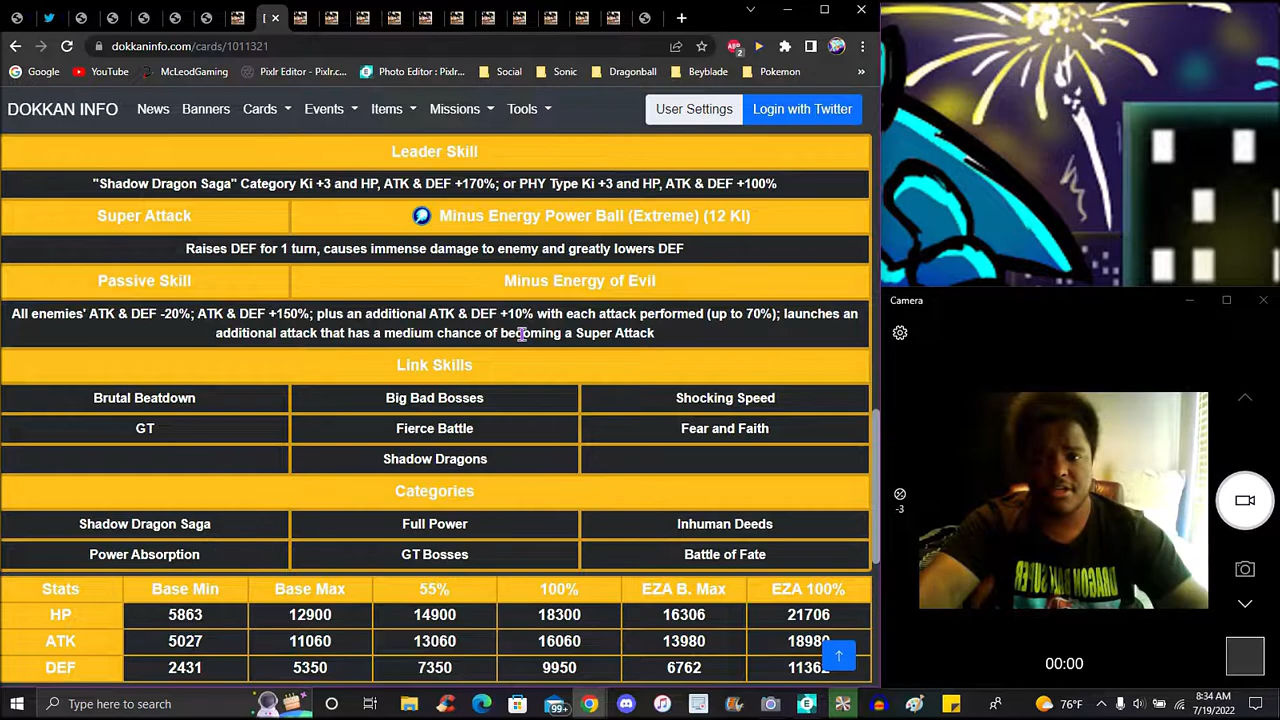 dokkaninfo.com/cards/1011321
2
Google YouTube McLeodGaming Pixlr Editor - Pixlr.c... Photo Editor : Pixlr... Social Sonic Dragonball Beyblade Pokemon »
DOKKAN INFO News Banners Cards Events Items Missions Tools User Settings Login with Twitter
Leader Skill
"Shadow Dragon Saga" Category Ki +3 and HP, ATK & DEF +170%; or PHY Type Ki +3 and HP, ATK & DEF +100%
Super Attack Minus Energy Power Ball (Extreme) (12 KI)
Raises DEF for 1 turn, causes immense damage to enemy and greatly lowers DEF
Passive Skill Minus Energy of Evil
All enemies' ATK & DEF -20%; ATK & DEF +150%; plus an additional ATK & DEF +10% with each attack performed (up to 70%); launches an
additional attack that has a medium chance of becoming a Super Attack
Link Skills
Brutal Beatdown Big Bad Bosses Shocking Speed
GT Fierce Battle Fear and Faith
Shadow Dragons
Categories
Shadow Dragon Saga Full Power Inhuman Deeds
Power Absorption GT Bosses Battle of Fate
Stats Base Min Base Max 55% 100% EZA B. Max EZA 100%
HP 5863 12900 14900 18300 16306 21706
ATK 5027 11060 13060 16060 13980 18980
DEF 2431 5350 7350 9950 6762
Camera
-3
00:00
Type here to search
99+
76°F
8:34 AM
7/19/2022